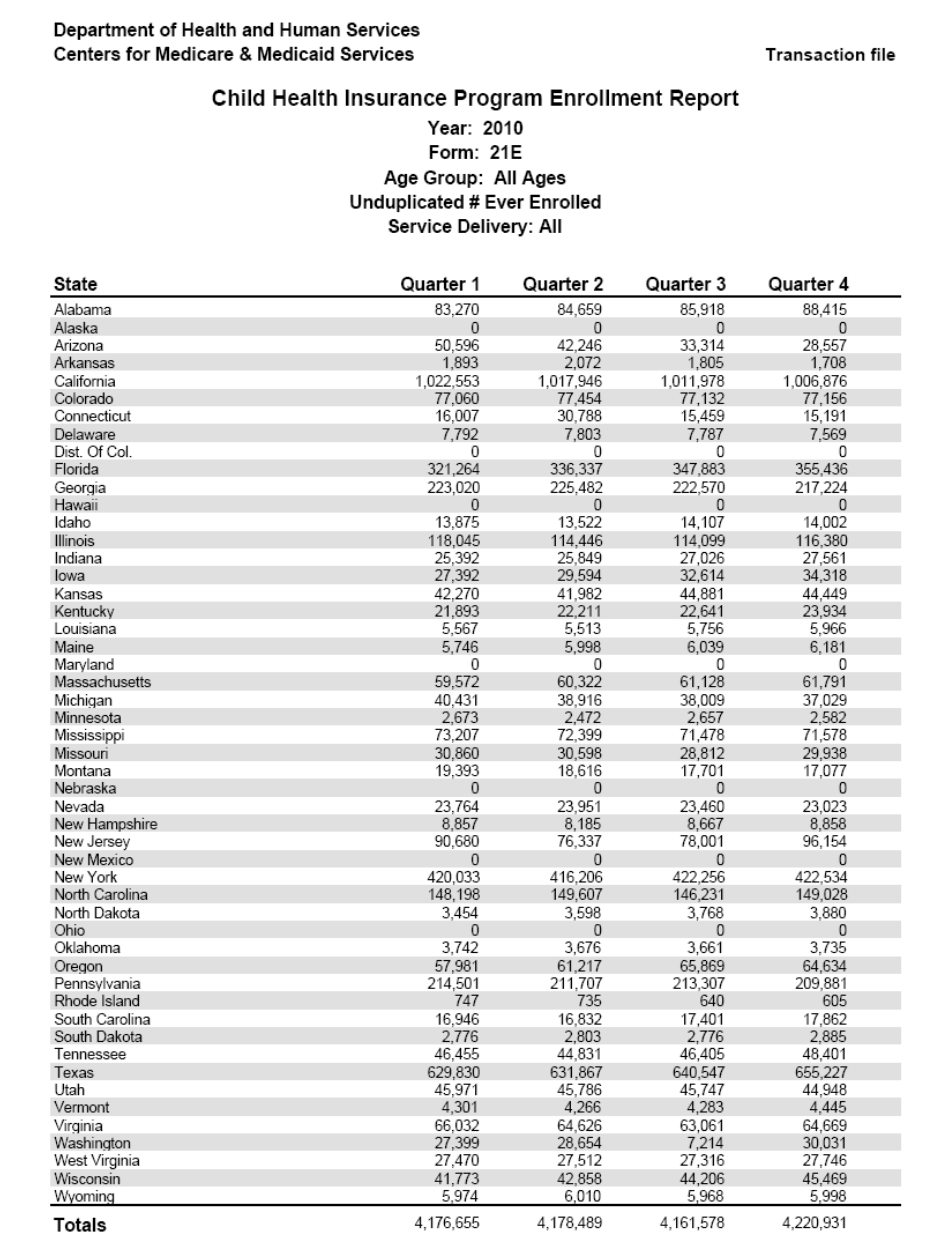 Department of Health and Human Services
Centers for Medicare & Medicaid Services Transaction file
Child Health Insurance Program Enrollment Report
Year: 2010
Form: 21E
Age Group: All Ages
Unduplicated # Ever Enrolled
Service Delivery: All
State Quarter 1 Quarter 2 Quarter 3 Quarter 4
Alabama 83,270 84,659 85,918 88,415
Alaska 0 0 0 0
Arizona 50,596 42,246 33,314 28,557
Arkansas 1,893 2,072 1,805 1,708
California 1,022,553 1,017,946 1,011,978 1,006,876
Colorado 77,060 77,454 77,132 77,156
Connecticut 16,007 30,788 15,459 15,191
Delaware 7,792 7,803 7,787 7,569
Dist. Of Col. 0 0 0 0
Florida 321,264 336,337 347,883 355,436
Georgia 223,020 225,482 222,570 217,224
Hawaii 0 0 0 0
Idaho 13,875 13,522 14,107 14,002
Illinois 118,045 114,446 114,099 116,380
Indiana 25,392 25,849 27,026 27,561
Iowa 27,392 29,594 32,614 34,318
Kansas 42,270 41,982 44,881 44,449
Kentucky 21,893 22,211 22,641 23,934
Louisiana 5,567 5,513 5,756 5,966
Maine 5,746 5,998 6,039 6,181
Maryland 0 0 0 0
Massachusetts 59,572 60,322 61,128 61,791
Michigan 40,431 38,916 38,009 37,029
Minnesota 2,673 2,472 2,657 2,582
Mississippi 73,207 72,399 71,478 71,578
Missouri 30,860 30,598 28,812 29,938
Montana 19,393 18,616 17,701 17,077
Nebraska 0 0 0 0
Nevada 23,764 23,951 23,460 23,023
New Hampshire 8,857 8,185 8,667 8,858
New Jersey 90,680 76,337 78,001 96,154
New Mexico 0 0 0 0
New York 420,033 416,206 422,256 422,534
North Carolina 148,198 149,607 146,231 149,028
North Dakota 3,454 3,598 3,768 3,880
Ohio 0 0 0 0
Oklahoma 3,742 3,676 3,661 3,735
Oregon 57,981 61,217 65,869 64,634
Pennsylvania 214,501 211,707 213,307 209,881
Rhode Island 747 735 640 605
South Carolina 16,946 16,832 17,401 17,862
South Dakota 2,776 2,803 2,776 2,885
Tennessee 46,455 44,831 46,405 48,401
Texas 629,830 631,867 640,547 655,227
Utah 45,971 45,786 45,747 44,948
Vermont 4,301 4,266 4,283 4,445
Virginia 66,032 64,626 63,061 64,669
Washington 27,399 28,654 7,214 30,031
West Virginia 27,470 27,512 27,316 27,746
Wisconsin 41,773 42,858 44,206 45,469
Wyoming 5,974 6,010 5,968 5,998
Totals 4,176,655 4,178,489 4,161,578 4,220,931